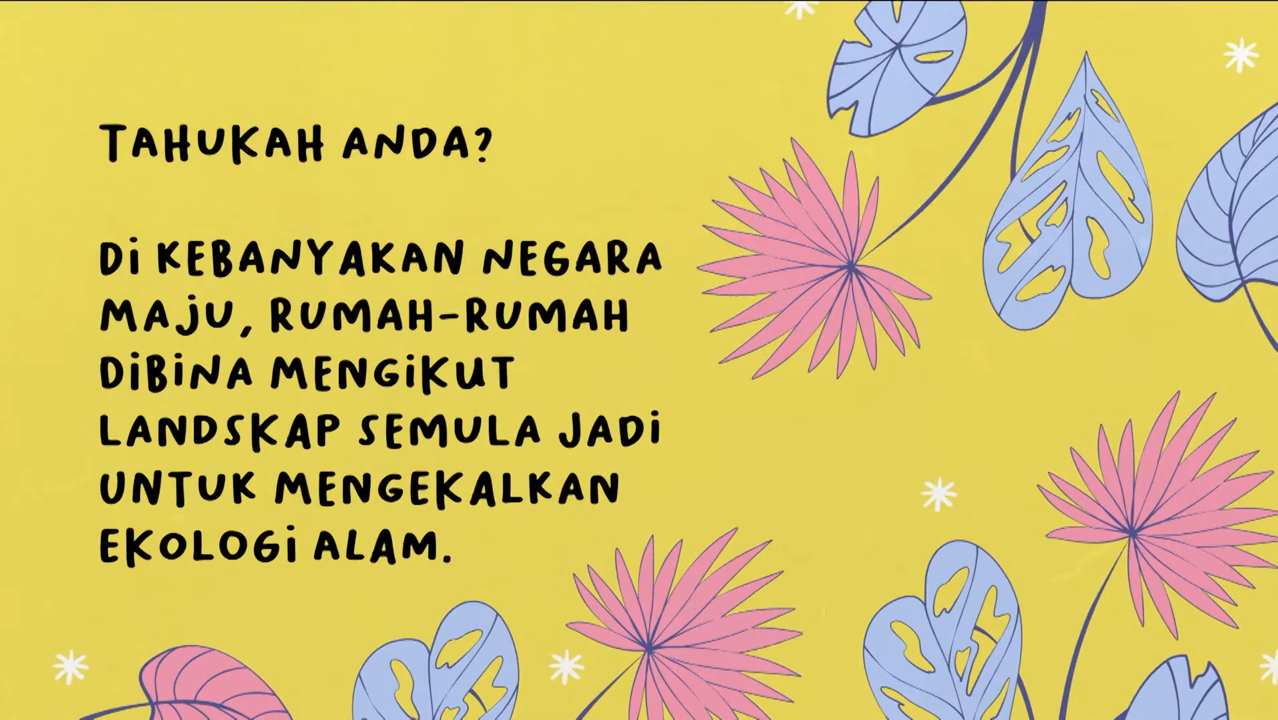 TAHUKAH ANDA?
Di KEBANYAKAN NEGARA
MAJU, RUMAH-RUMAH
DiBiNA MENGiKUT
LANDSKAP SEMULA JADi
UNTUK MENGEKALKAN
EKOLOGi ALAM.